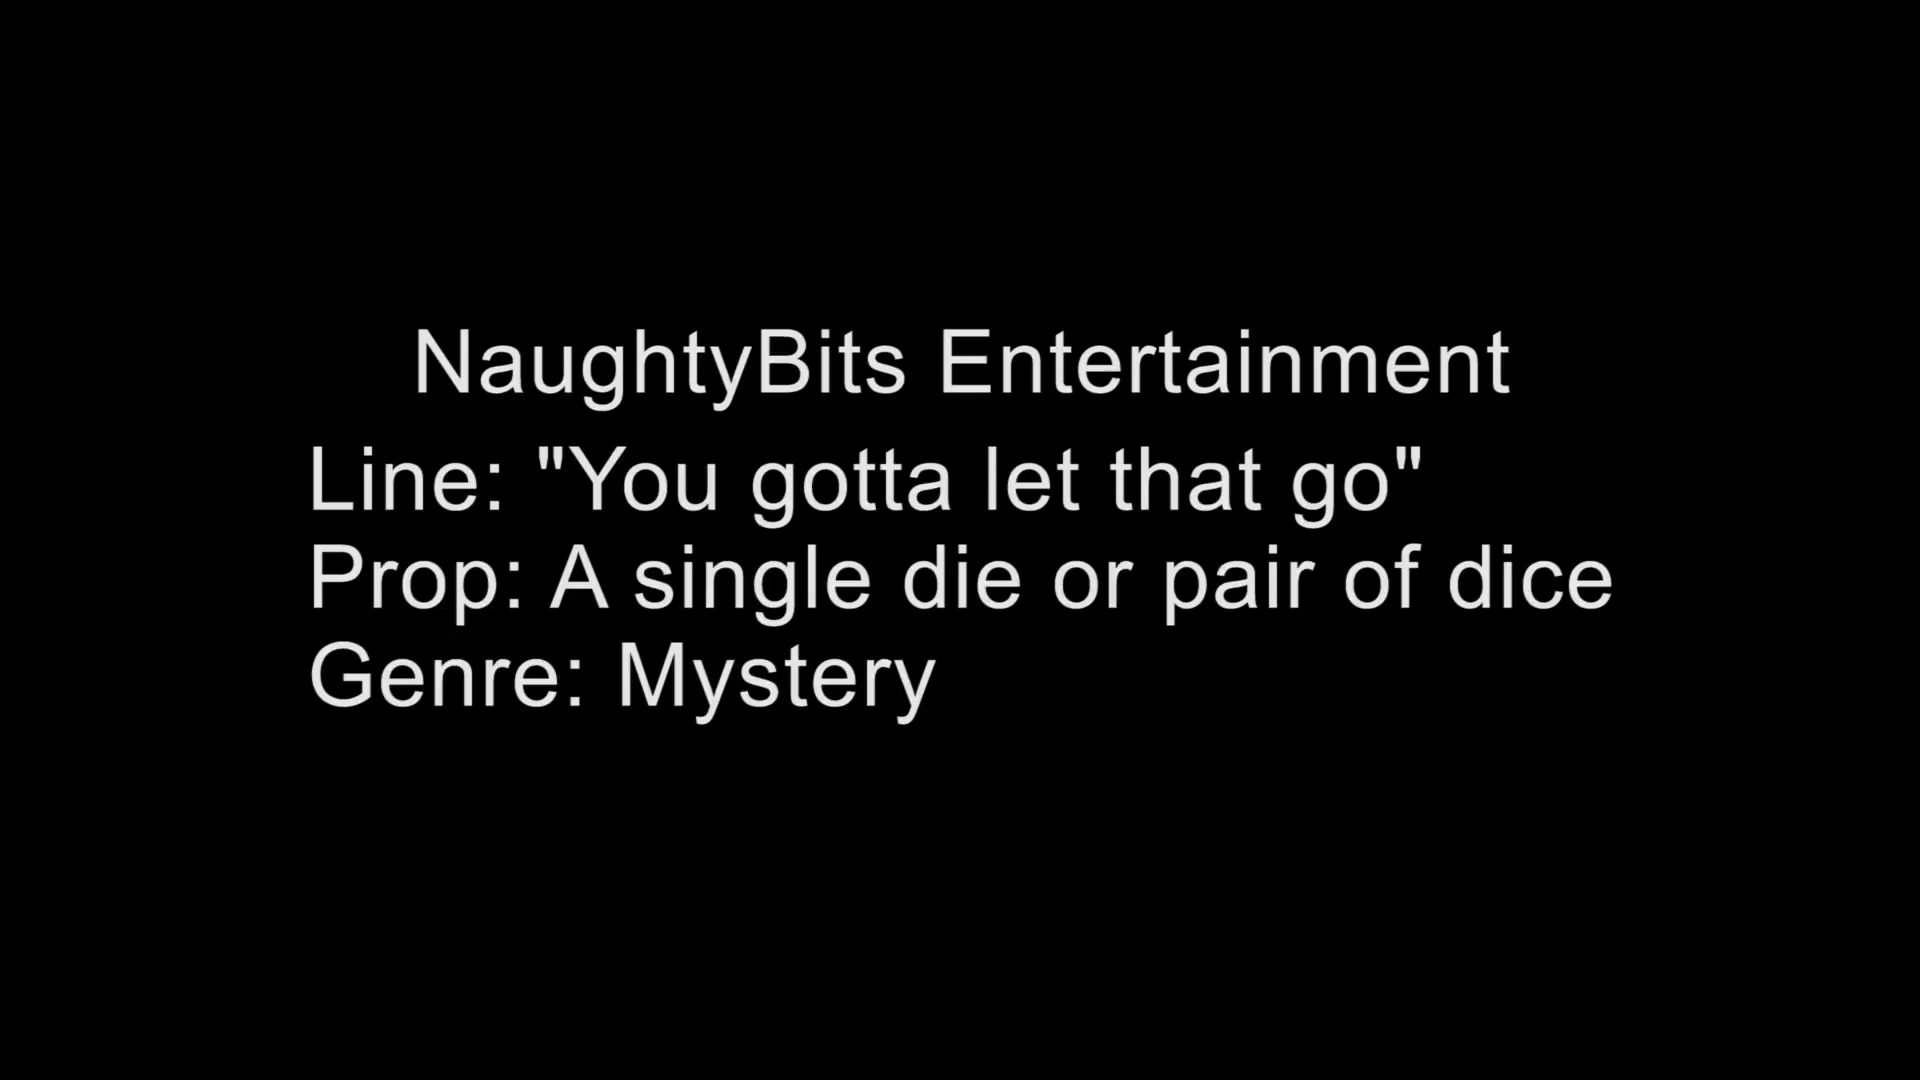 NaughtyBits Entertainment
Line: "You gotta let that go"
Prop: A single die or pair of dice
Genre: Mystery